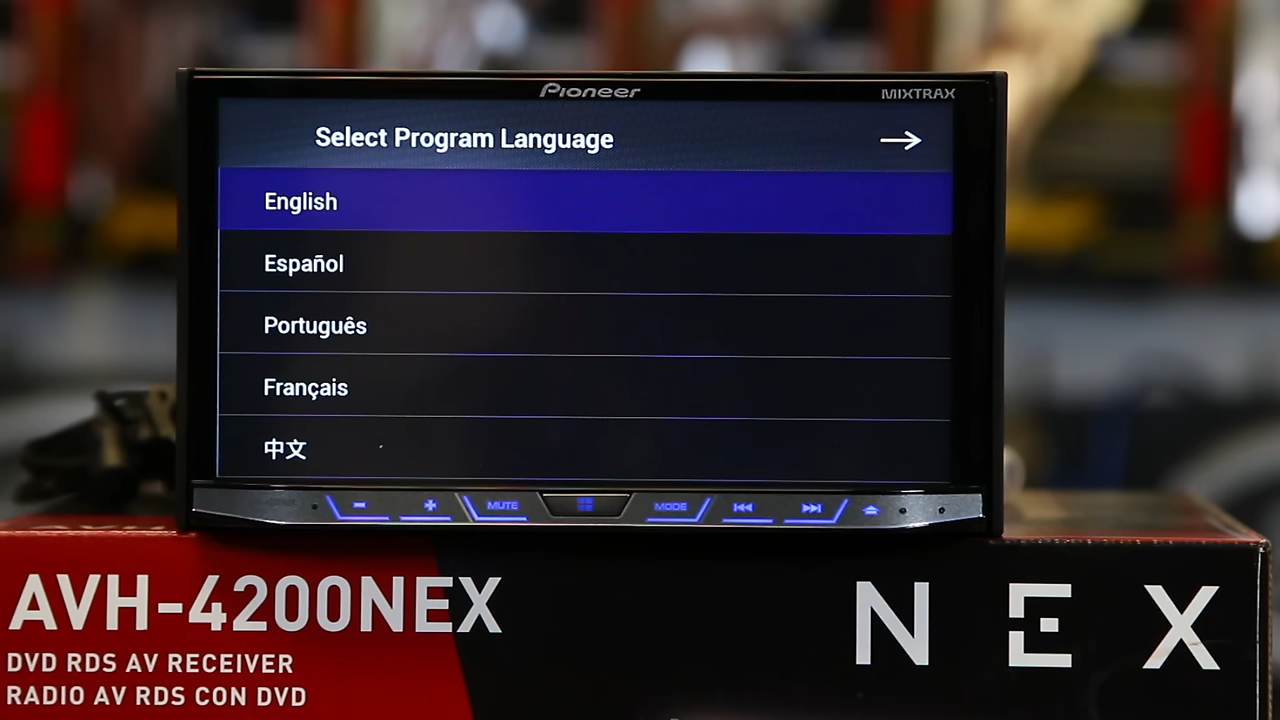 Pioneer
MIXTRAX
Select Program Language
English
Español
Português
Français
中文
MUTE
MODE
AVH-4200NEX
NEX
DVD RDS AV RECEIVER
RADIO AV RDS CON DVD